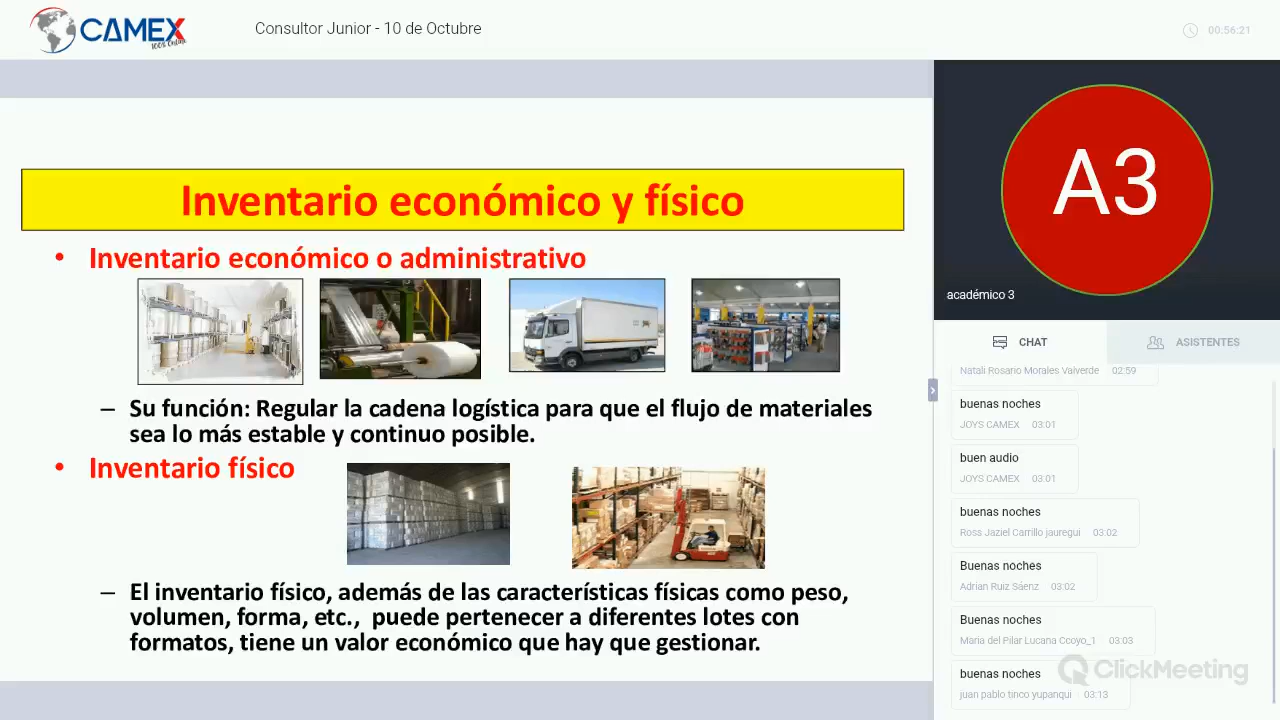 CAMEX
100% Online
Consultor Junior - 10 de Octubre
00:56:21
Inventario económico y físico
• Inventario económico o administrativo
– Su función: Regular la cadena logística para que el flujo de materiales
sea lo más estable y continuo posible.
• Inventario físico
– El inventario físico, además de las características físicas como peso,
volumen, forma, etc., puede pertenecer a diferentes lotes con
formatos, tiene un valor económico que hay que gestionar.
A3
académico 3
CHAT
ASISTENTES
Natali Rosario Morales Valverde 02:59
buenas noches
JOYS CAMEX 03:01
buen audio
JOYS CAMEX 03:01
buenas noches
Ross Jaziel Carrillo jauregui 03:02
Buenas noches
Adrían Ruiz Sáenz 03:02
Buenas noches
Maria del Pilar Lucana Ccoyo_1 03:03
buenas noches
juan pablo tinco yupanqui 03:13
ClickMeeting